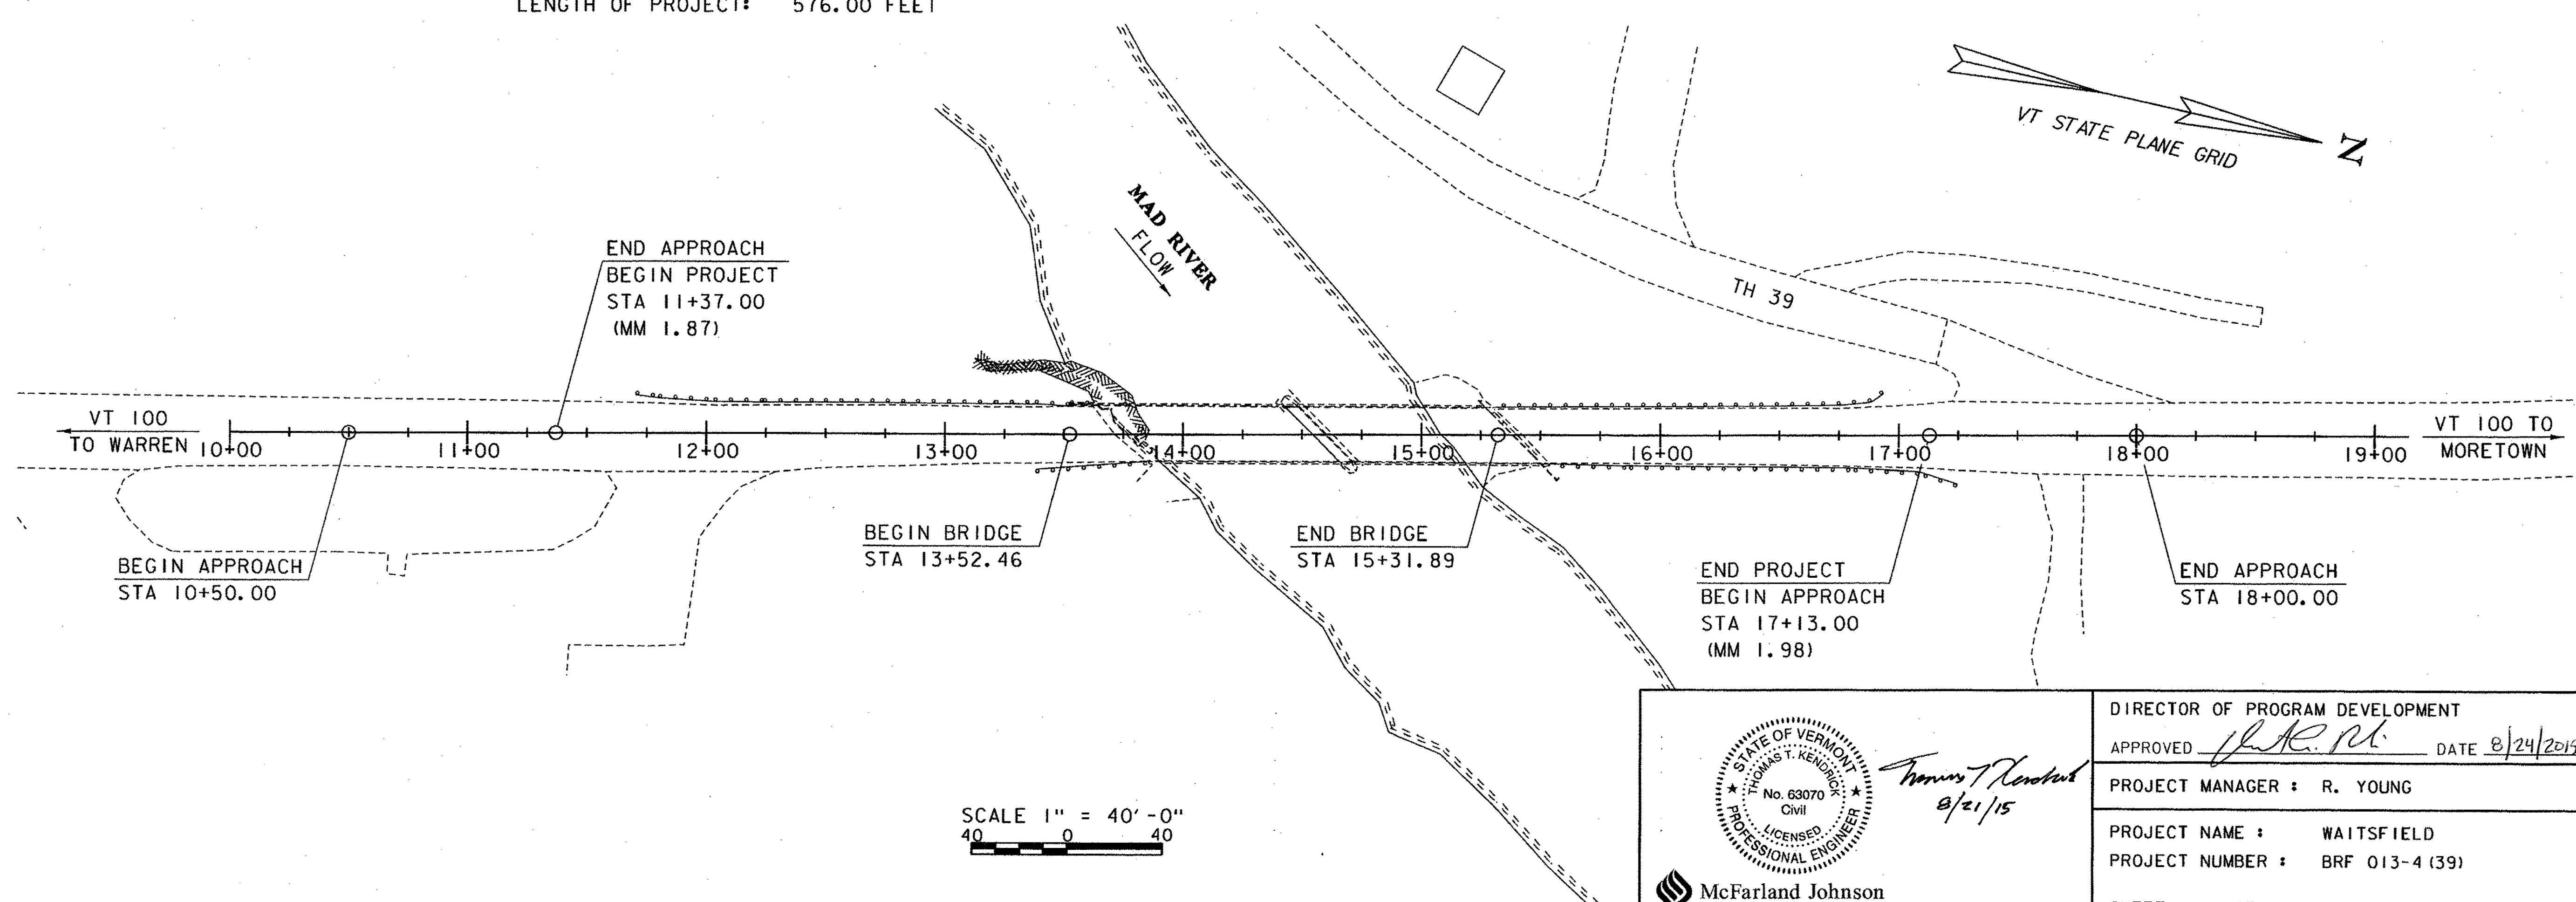 LENGTH OF PROJECT: 576.00 FEET
VT STATE PLANE GRID
N
MAD RIVER
FLOW
TH 39
END APPROACH
BEGIN PROJECT
STA 11+37.00
(MM 1.87)
VT 100
TO WARREN
10+00
11+00
12+00
13+00
14+00
15+00
16+00
17+00
18+00
19+00
VT 100 TO
MORETOWN
BEGIN APPROACH
STA 10+50.00
BEGIN BRIDGE
STA 13+52.46
END BRIDGE
STA 15+31.89
END PROJECT
BEGIN APPROACH
STA 17+13.00
(MM 1.98)
END APPROACH
STA 18+00.00
SCALE 1" = 40'-0"
40 0 40
STATE OF VERMONT
THOMAS T. KENDRICK
No. 63070
Civil
LICENSED
PROFESSIONAL ENGINEER
8/21/15
McFarland Johnson
DIRECTOR OF PROGRAM DEVELOPMENT
APPROVED DATE 8/24/2015
PROJECT MANAGER : R. YOUNG
PROJECT NAME : WAITSFIELD
PROJECT NUMBER : BRF 013-4(39)